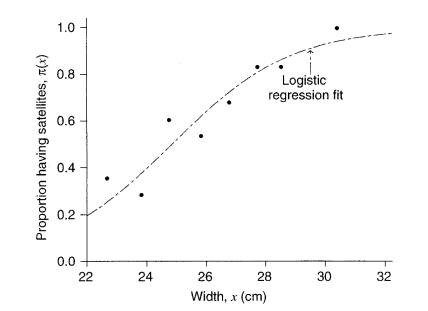 1.0
0.8
0.6
0.4
0.2
0.0
Proportion having satellites, π(x)
Logistic
regression fit
22 24 26 28 30 32
Width, x (cm)